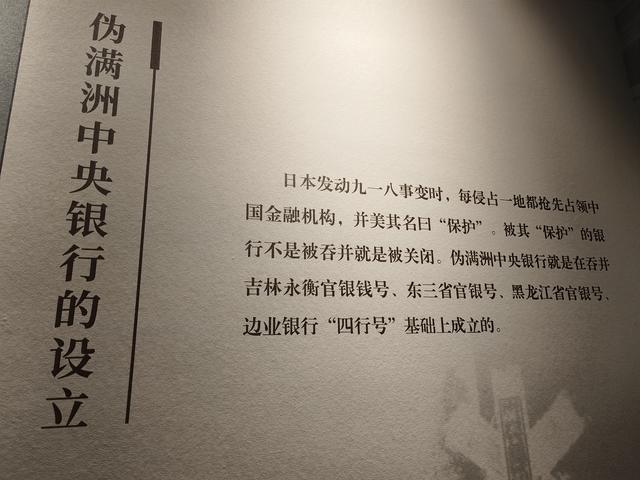 伪满洲中央银行的设立
日本发动九一八事变时，每侵占一地都抢先占领中
国金融机构，并美其名曰“保护”。被其“保护”的银
行不是被吞并就是被关闭。伪满洲中央银行就是在吞并
吉林永衡官银钱号、东三省官银号、黑龙江省官银号、
边业银行“四行号”基础上成立的。